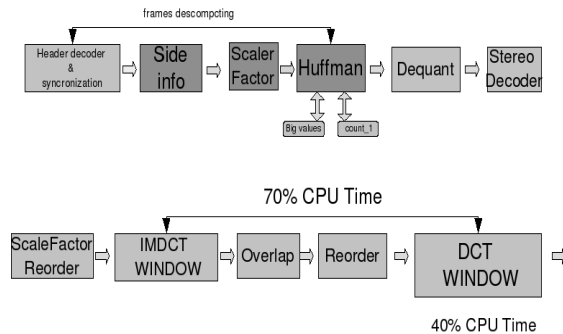 frames descompcting
Header decoder
&
syncronization
Side
info
Scaler
Factor
Huffman
Dequant
Stereo
Decoder
Big values
count_1
70% CPU Time
ScaleFactor
Reorder
IMDCT
WINDOW
Overlap
Reorder
DCT
WINDOW
40% CPU Time